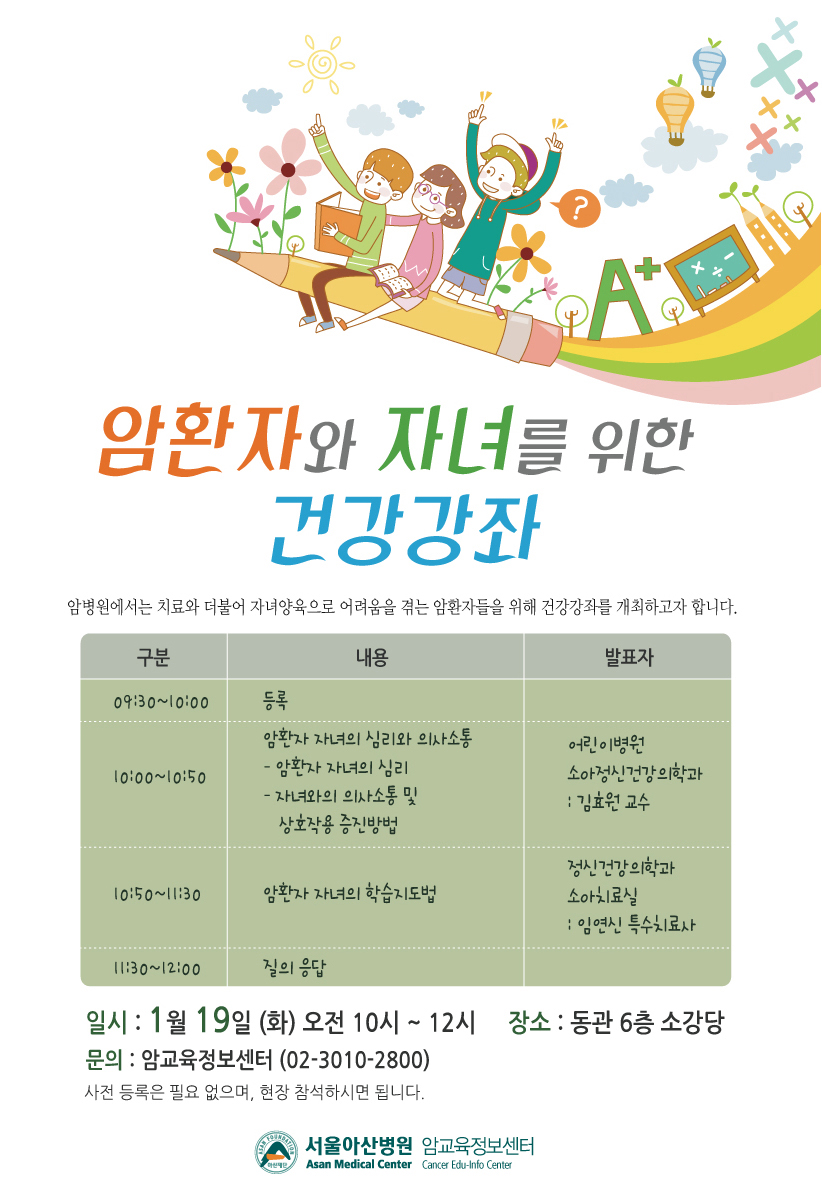 ?
A+
암환자와 자녀를 위한
건강강좌
암병원에서는 치료와 더불어 자녀양육으로 어려움을 겪는 암환자들을 위해 건강강좌를 개최하고자 합니다.
구분 내용 발표자
09:30~10:00 등록
10:00~10:50
암환자 자녀의 심리와 의사소통
- 암환자 자녀의 심리
- 자녀와의 의사소통 및
상호작용 증진방법
어린이병원
소아정신건강의학과
: 김효원 교수
10:50~11:30
암환자 자녀의 학습지도법
정신건강의학과
소아치료실
: 임연신 특수치료사
11:30~12:00 질의 응답
일시 : 1월 19일 (화) 오전 10시 ~ 12시 장소 : 동관 6층 소강당
문의 : 암교육정보센터 (02-3010-2800)
사전 등록은 필요 없으며, 현장 참석하시면 됩니다.
ASAN FOUNDATION
아산재단
서울아산병원 암교육정보센터
Asan Medical Center Cancer Edu-Info Center